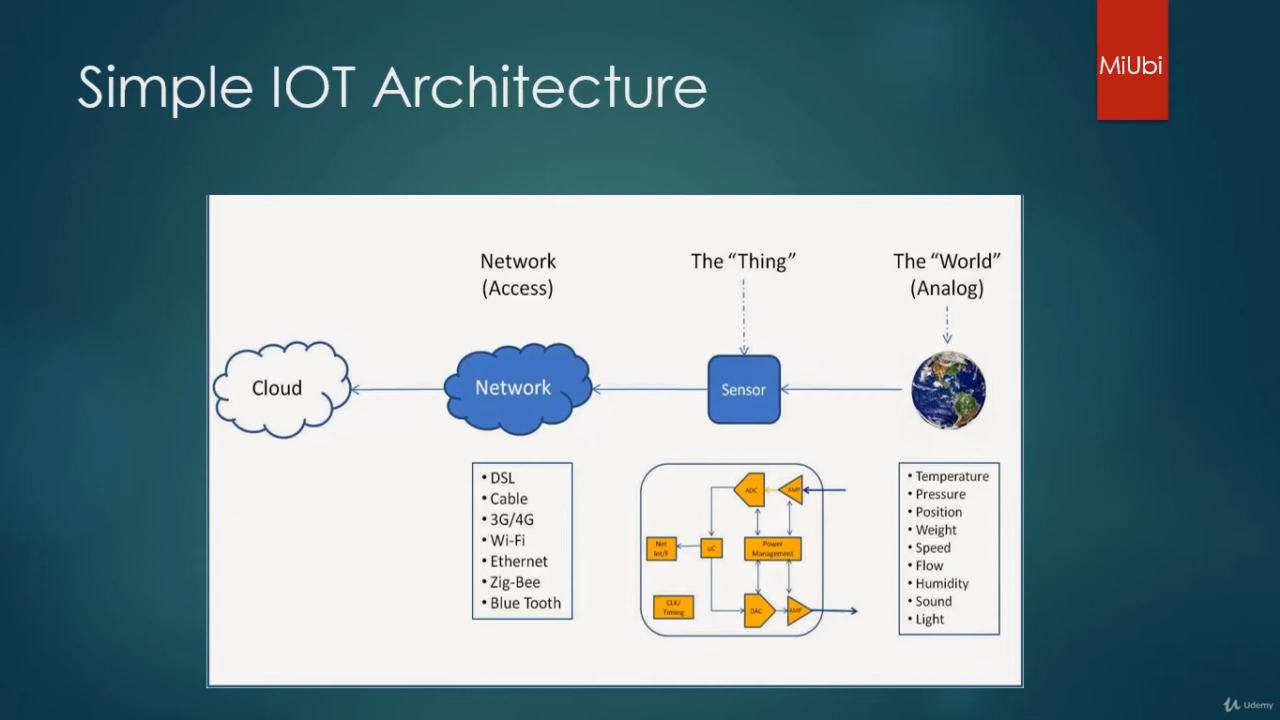 Simple IOT Architecture
MiUbi
Network
(Access)
The “Thing”
The “World”
(Analog)
Cloud
Network
Sensor
• DSL
• Cable
• 3G/4G
• Wi-Fi
• Ethernet
• Zig-Bee
• Blue Tooth
ADC
AMP
Net
Int/F
uC
Power
Management
CLK/
Timing
DAC
AMP
• Temperature
• Pressure
• Position
• Weight
• Speed
• Flow
• Humidity
• Sound
• Light
Udemy